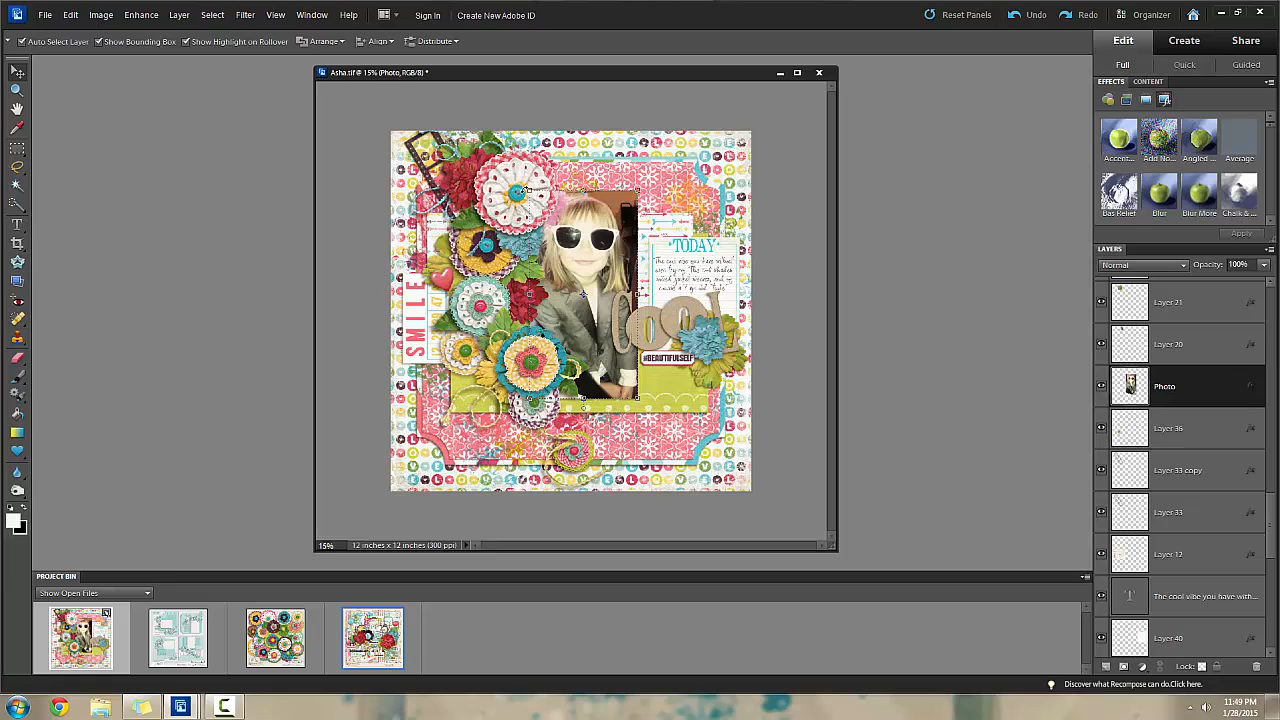 File Edit Image Enhance Layer Select Filter View Window Help Sign In Create New Adobe ID Reset Panels Undo Redo Organizer
Auto Select Layer Show Bounding Box Show Highlight on Rollover Arrange Align Distribute
Edit Create Share
Full Quick Guided
Asha.tif @ 15% (Photo, RGB/8) *
EFFECTS CONTENT
Accent... Add No... Angled ... Average
Bas Relief Blur Blur More Chalk & ...
Apply
LAYERS
Normal Opacity: 100%
Layer 21
Layer 20
Photo
Layer 36
Layer 33 copy
Layer 33
Layer 12
The cool vibe you have with...
Layer 40
Lock:
TODAY
SMILE
cool
#BEAUTIFULSELF
15% 12 inches x 12 inches (300 ppi)
PROJECT BIN
Show Open Files
Discover what Recompose can do.Click here.
11:49 PM
1/28/2015